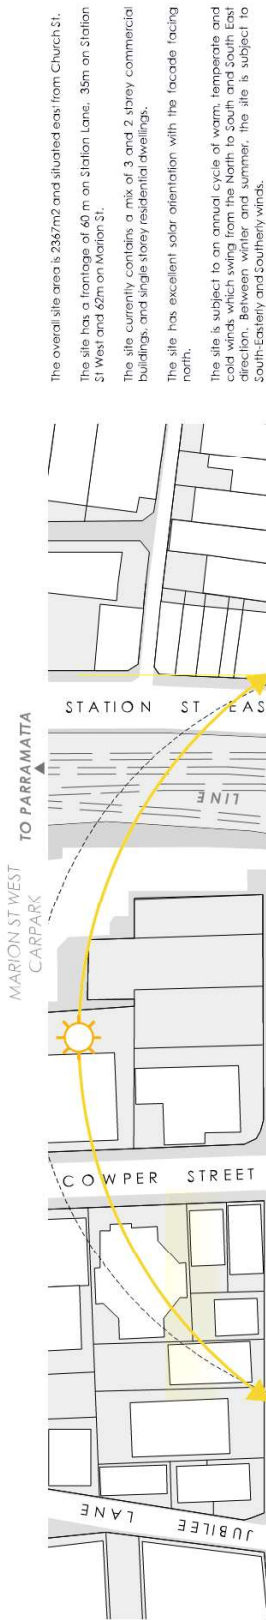 The overall site area is 2367m2 and situated east from Church St.
The site has a frontage of 60 m on Station Lane, 35m on Station
St West and 62m on Marion St.
The site currently contains a mix of 3 and 2 storey commercial
buildings, and single storey residential dwellings.
The site has excellent solar orientation with the facade facing
north.
The site is subject to an annual cycle of warm, temperate and
cold winds which swing from the North to South and South East
direction. Between winter and summer, the site is subject to
South-Easterly and Southerly winds.
MARION ST WEST
CARPARK
TO PARRAMATTA
STATION ST EAS
LINE
COWPER STREET
JUBILEE LANE